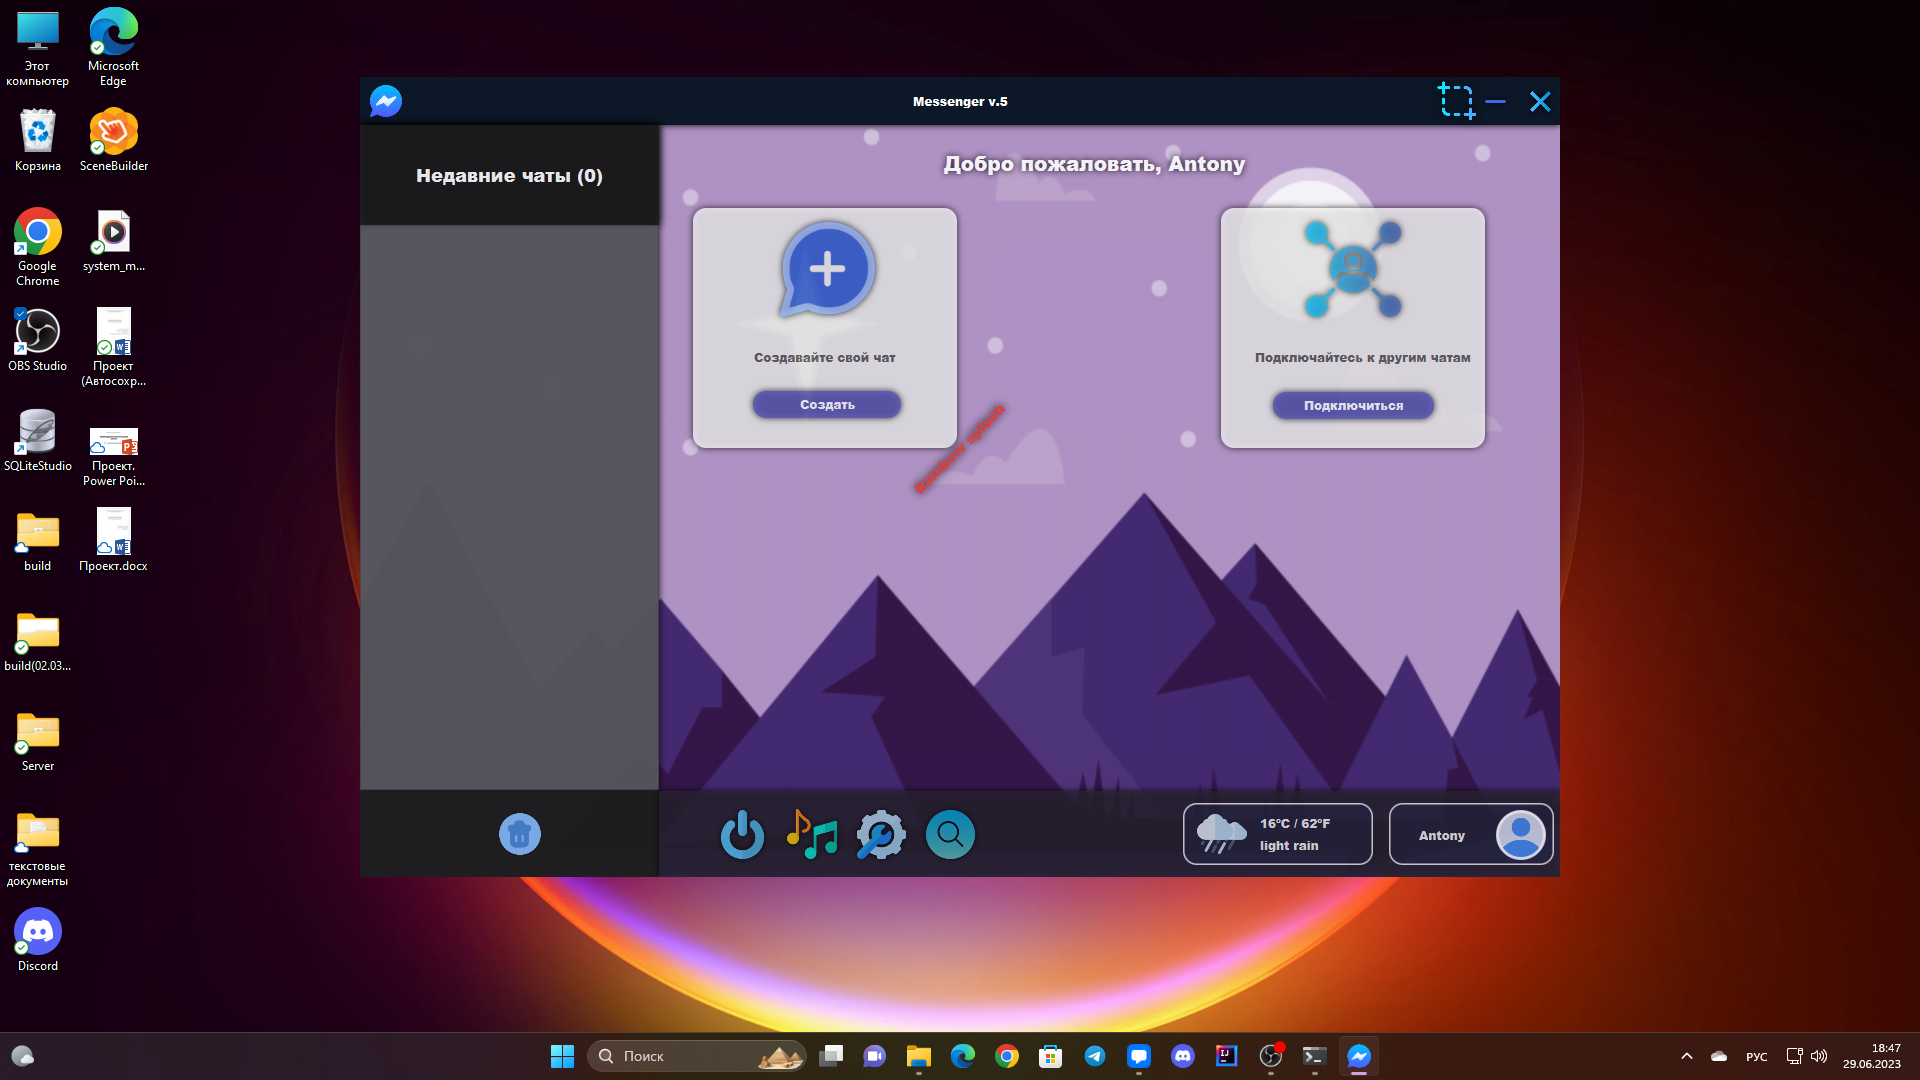 Этот
компьютер
Microsoft
Edge
Корзина
SceneBuilder
Google
Chrome
system_m...
OBS Studio
Проект
(Автосохр...
SQLiteStudio
Проект.
Power Poi...
build
Проект.docx
build(02.03...
Server
текстовые
документы
Discord
Messenger v.5
Недавние чаты (0)
Добро пожаловать, Antony
Создавайте свой чат
Создать
Подключайтесь к другим чатам
Подключиться
Rainbow splash
16°C / 62°F
light rain
Antony
Поиск
РУС
18:47
29.06.2023